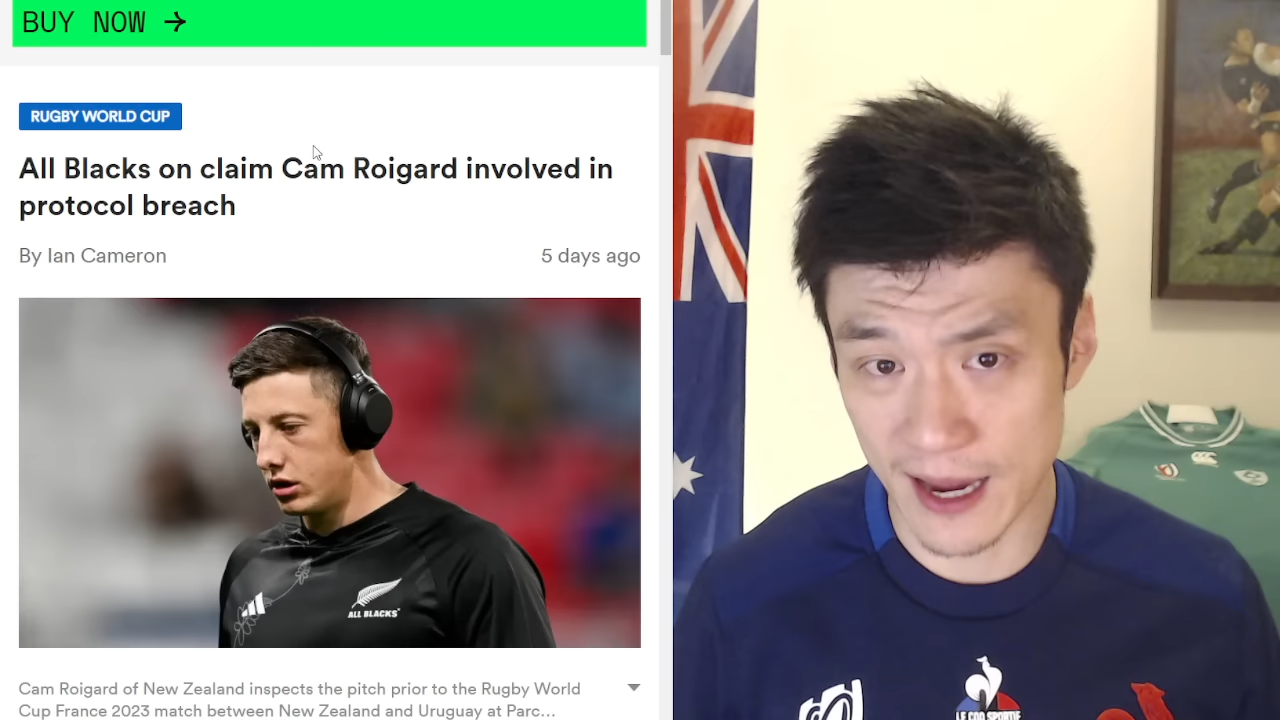 BUY NOW →
RUGBY WORLD CUP
All Blacks on claim Cam Roigard involved in
protocol breach
By Ian Cameron
5 days ago
ALL BLACKS
Cam Roigard of New Zealand inspects the pitch prior to the Rugby World
Cup France 2023 match between New Zealand and Uruguay at Parc...
LE COQ SPORTIF